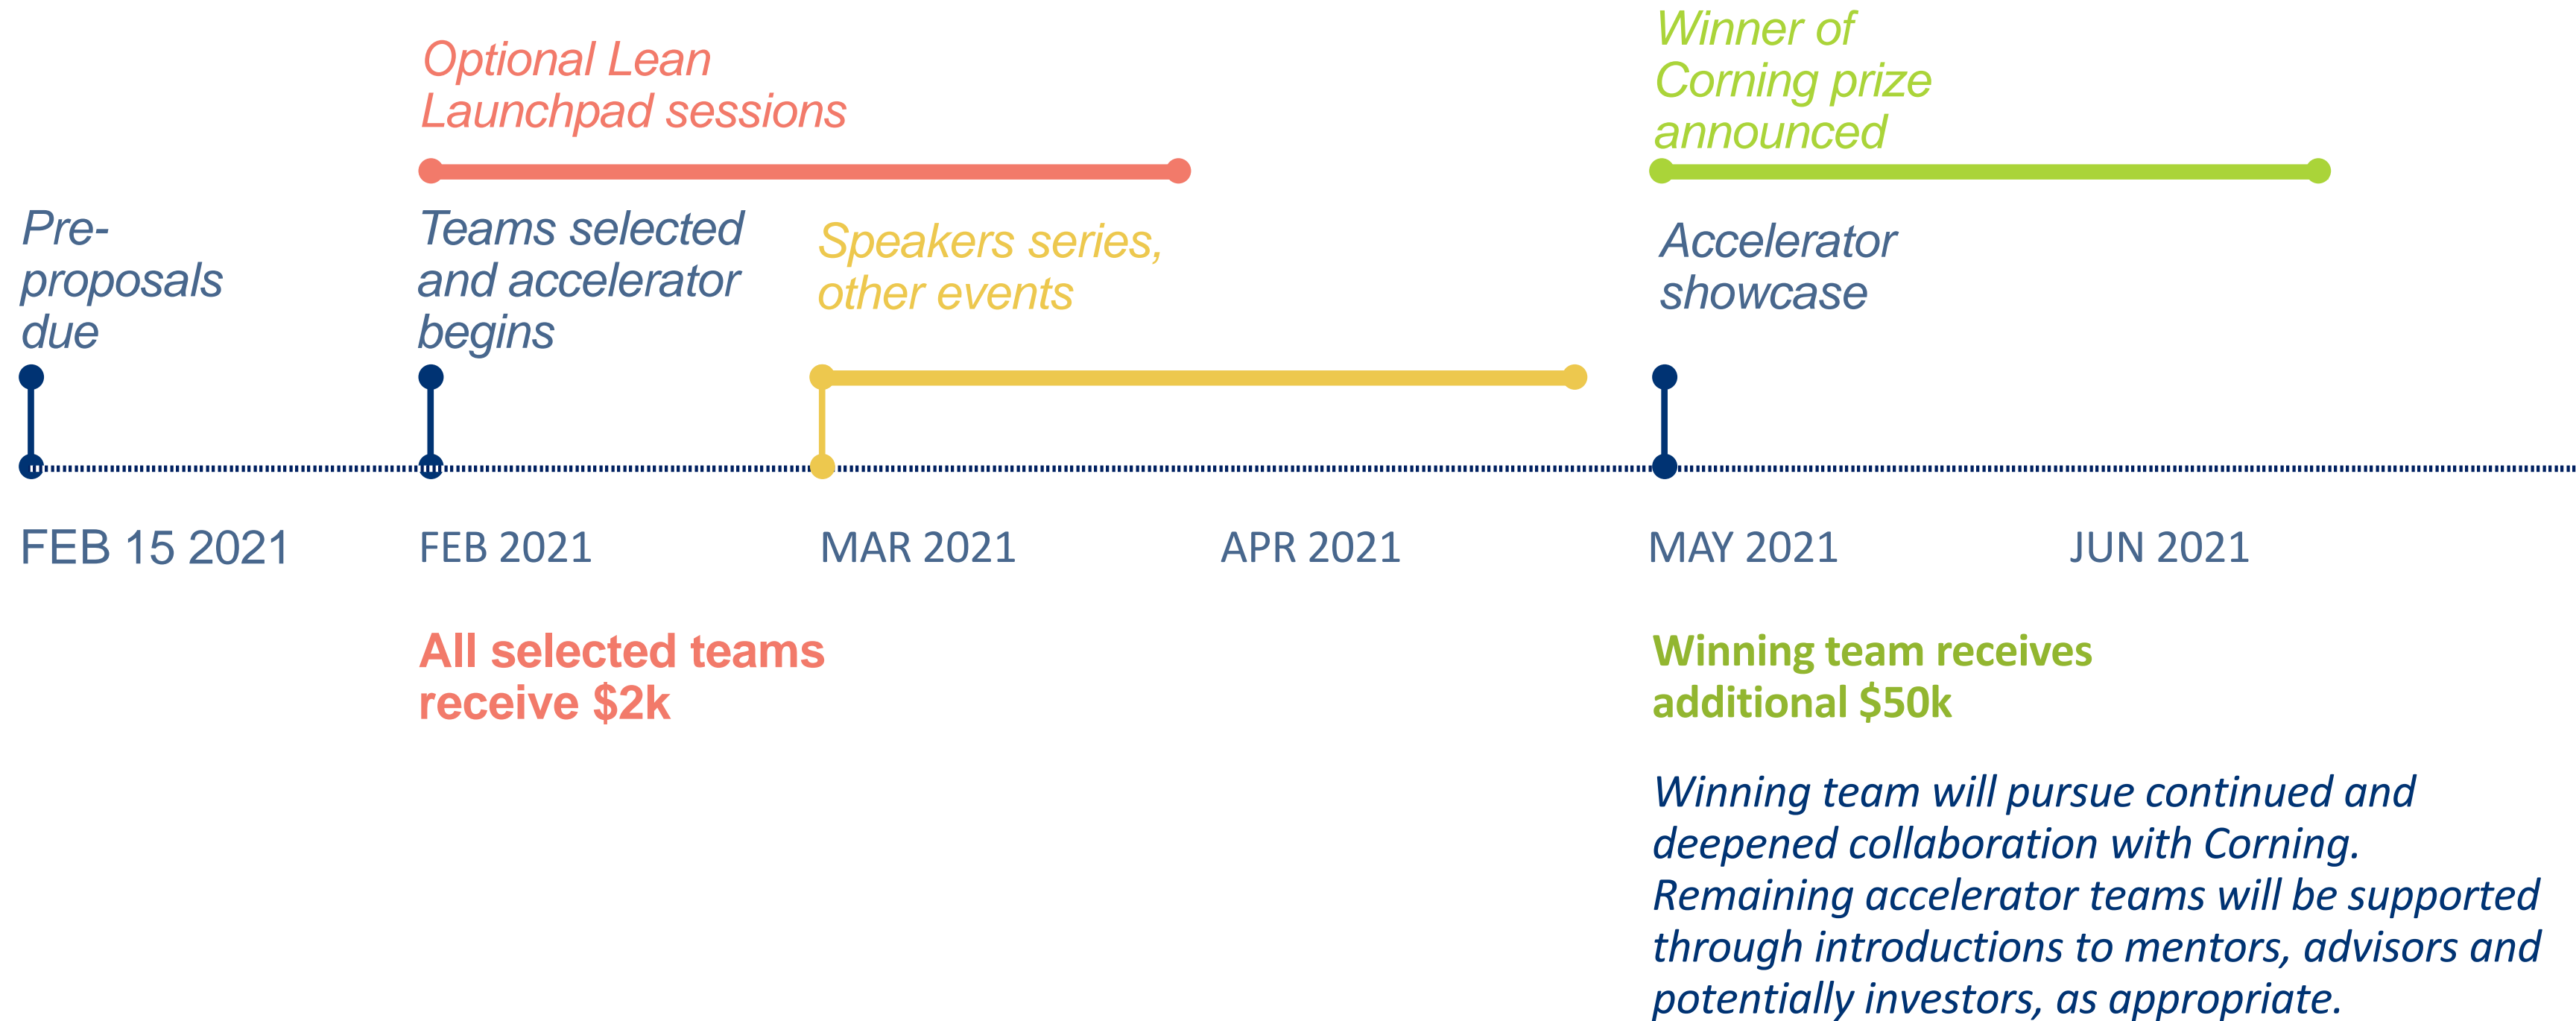 Optional Lean
Launchpad sessions
Winner of
Corning prize
announced
Pre-
proposals
due
Teams selected
and accelerator
begins
Speakers series,
other events
Accelerator
showcase
FEB 15 2021
FEB 2021
MAR 2021
APR 2021
MAY 2021
JUN 2021
All selected teams
receive $2k
Winning team receives
additional $50k
Winning team will pursue continued and
deepened collaboration with Corning.
Remaining accelerator teams will be supported
through introductions to mentors, advisors and
potentially investors, as appropriate.